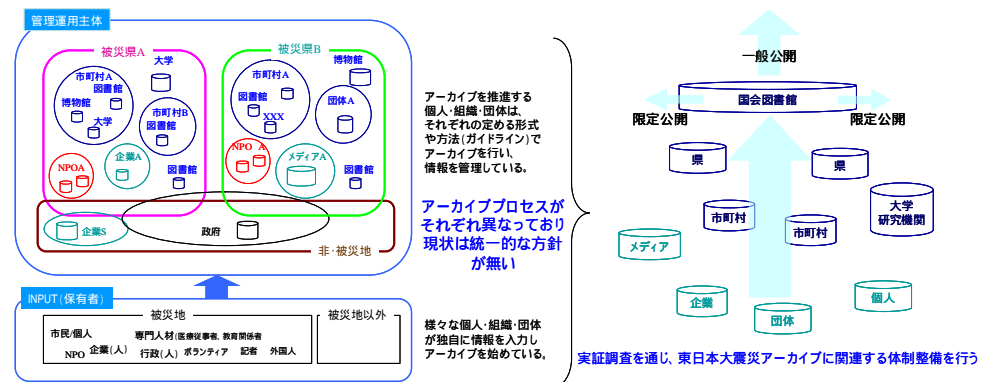 管理運用主体
被災県A
市町村A
図書館
博物館
大学
市町村B
図書館
NPOA
企業A
図書館
大学
被災県B
市町村A
図書館
XXX
博物館
団体A
NPO A
メディアA
図書館
企業S
政府
非・被災地
INPUT(保有者)
被災地
市民/個人
専門人材(医療従事者、教育関係者
NPO 企業(人)
行政(人) ボランティア 記者 外国人
被災地以外
アーカイブを推進する
個人・組織・団体は、
それぞれの定める形式
や方法(ガイドライン)で
アーカイブを行い、
情報を管理している。
アーカイブプロセスが
それぞれ異なっており
現状は統一的な方針
が無い
様々な個人・組織・団体
が独自に情報を入力し
アーカイブを始めている。
一般公開
国会図書館
限定公開
限定公開
県
県
市町村
市町村
大学
研究機関
メディア
企業
団体
個人
実証調査を通じ、東日本大震災アーカイブに関連する体制整備を行う